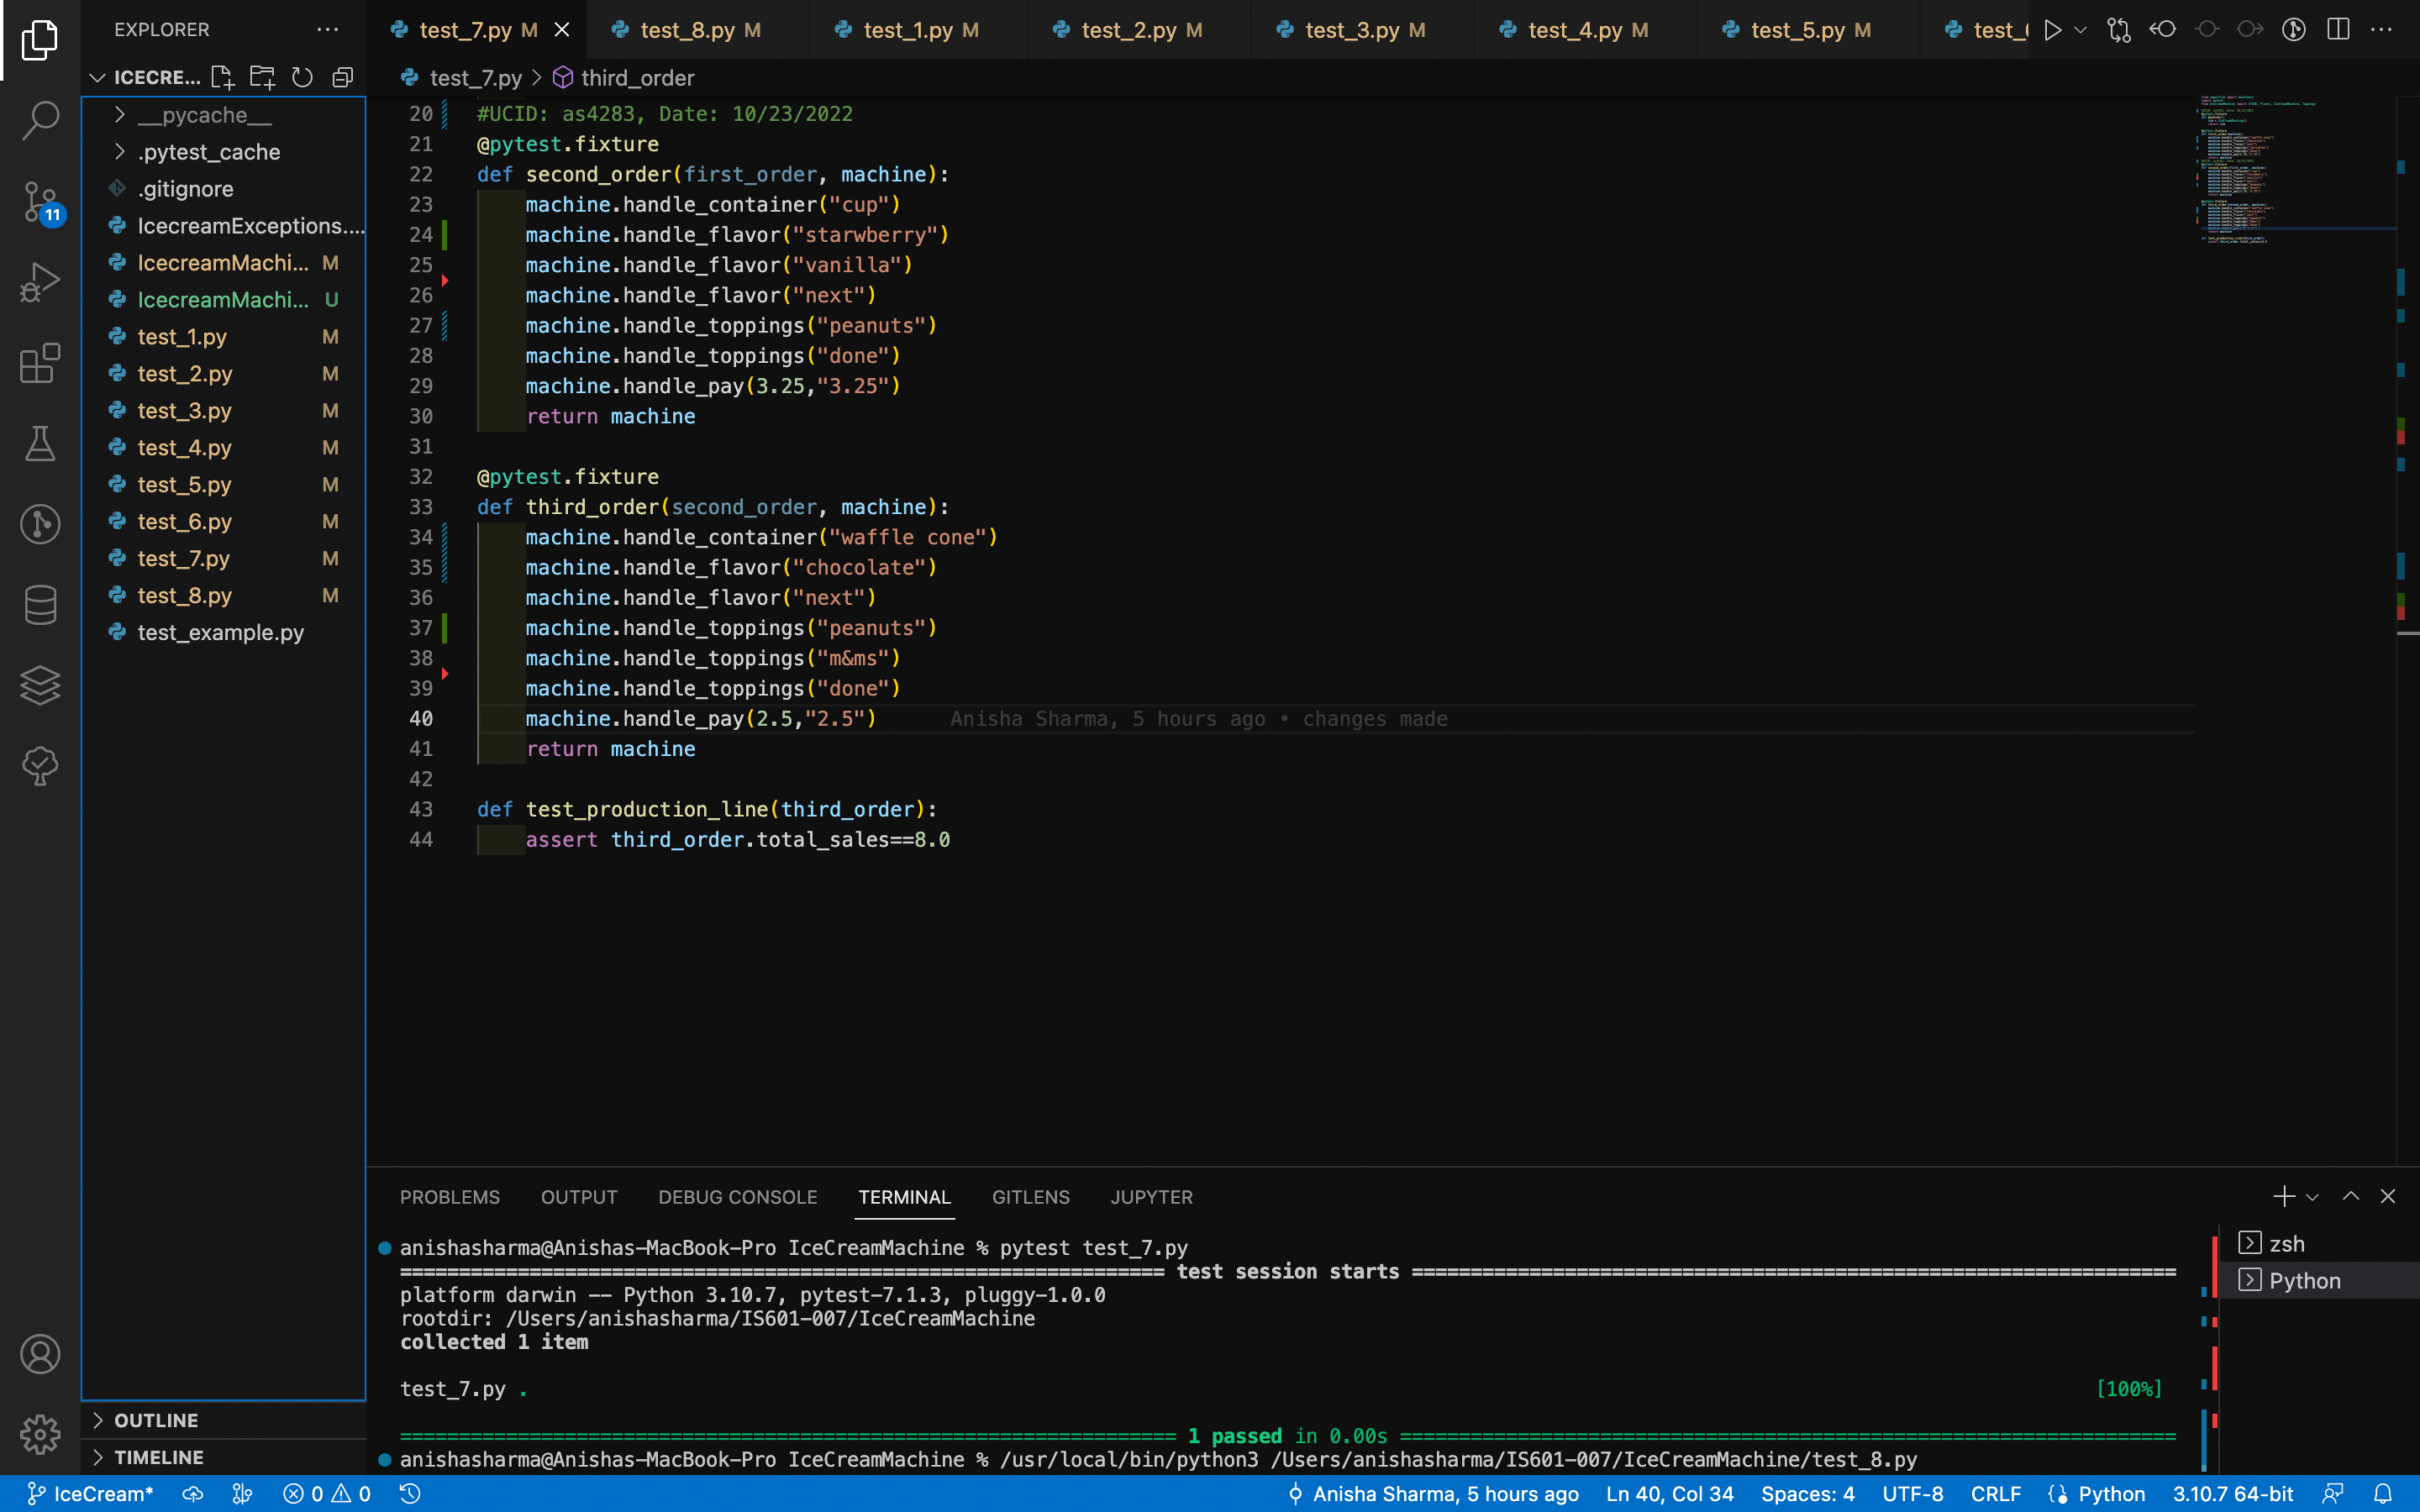 EXPLORER
ICECRE...
__pycache__
.pytest_cache
.gitignore
IcecreamExceptions....
IcecreamMachi... M
IcecreamMachi... U
test_1.py M
test_2.py M
test_3.py M
test_4.py M
test_5.py M
test_6.py M
test_7.py M
test_8.py M
test_example.py
OUTLINE
TIMELINE
11
test_7.py M test_8.py M test_1.py M test_2.py M test_3.py M test_4.py M test_5.py M
test_7.py > third_order
20 #UCID: as4283, Date: 10/23/2022
21 @pytest.fixture
22 def second_order(first_order, machine):
23     machine.handle_container("cup")
24     machine.handle_flavor("starwberry")
25     machine.handle_flavor("vanilla")
26     machine.handle_flavor("next")
27     machine.handle_toppings("peanuts")
28     machine.handle_toppings("done")
29     machine.handle_pay(3.25,"3.25")
30     return machine
31
32 @pytest.fixture
33 def third_order(second_order, machine):
34     machine.handle_container("waffle cone")
35     machine.handle_flavor("chocolate")
36     machine.handle_flavor("next")
37     machine.handle_toppings("peanuts")
38     machine.handle_toppings("m&ms")
39     machine.handle_toppings("done")
40     machine.handle_pay(2.5,"2.5") Anisha Sharma, 5 hours ago • changes made
41     return machine
42
43 def test_production_line(third_order):
44     assert third_order.total_sales==8.0
PROBLEMS OUTPUT DEBUG CONSOLE TERMINAL GITLENS JUPYTER
anishasharma@Anishas-MacBook-Pro IceCreamMachine % pytest test_7.py
test session starts
platform darwin -- Python 3.10.7, pytest-7.1.3, pluggy-1.0.0
rootdir: /Users/anishasharma/IS601-007/IceCreamMachine
collected 1 item
test_7.py . [100%]
1 passed in 0.00s
anishasharma@Anishas-MacBook-Pro IceCreamMachine % /usr/local/bin/python3 /Users/anishasharma/IS601-007/IceCreamMachine/test_8.py
zsh
Python
IceCream* 0 0 Anisha Sharma, 5 hours ago Ln 40, Col 34 Spaces: 4 UTF-8 CRLF Python 3.10.7 64-bit